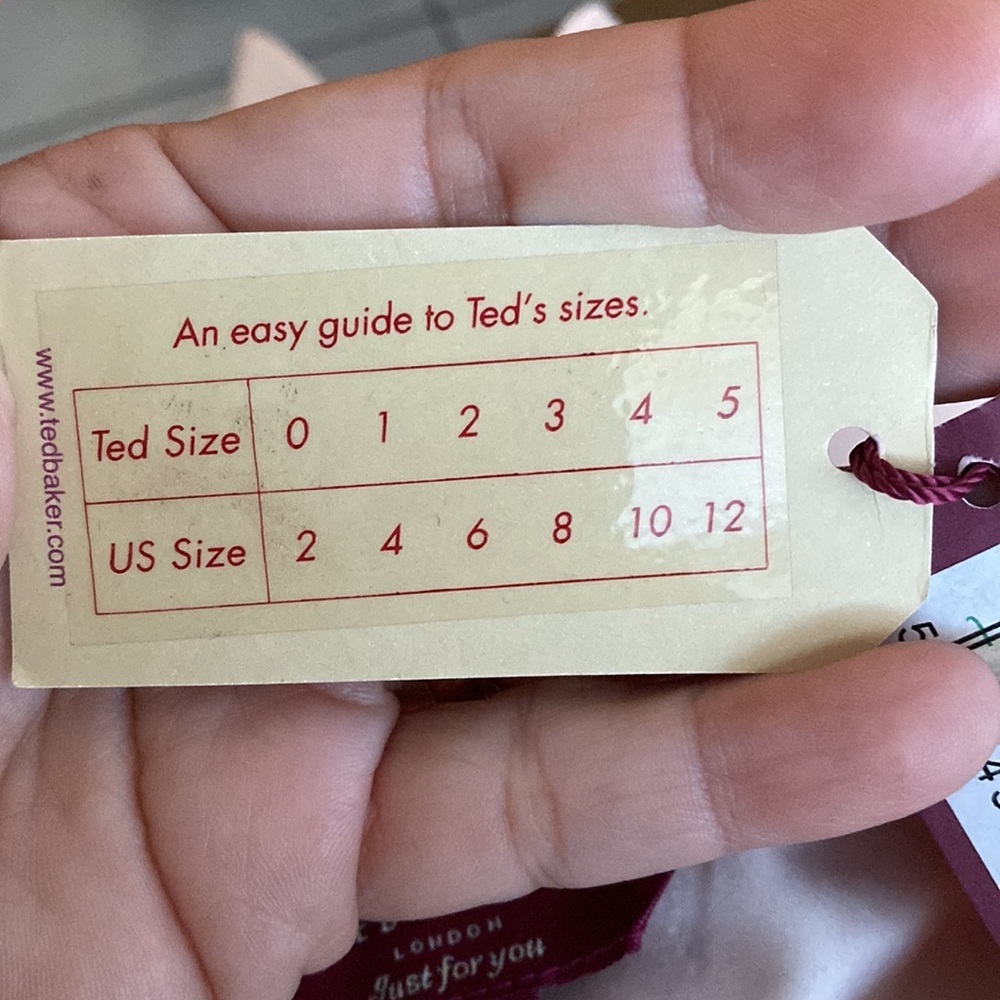 An easy guide to Ted's sizes.
Ted Size 0 1 2 3 4 5
US Size 2 4 6 8 10 12
www.tedbaker.com
LONDON
Just for you